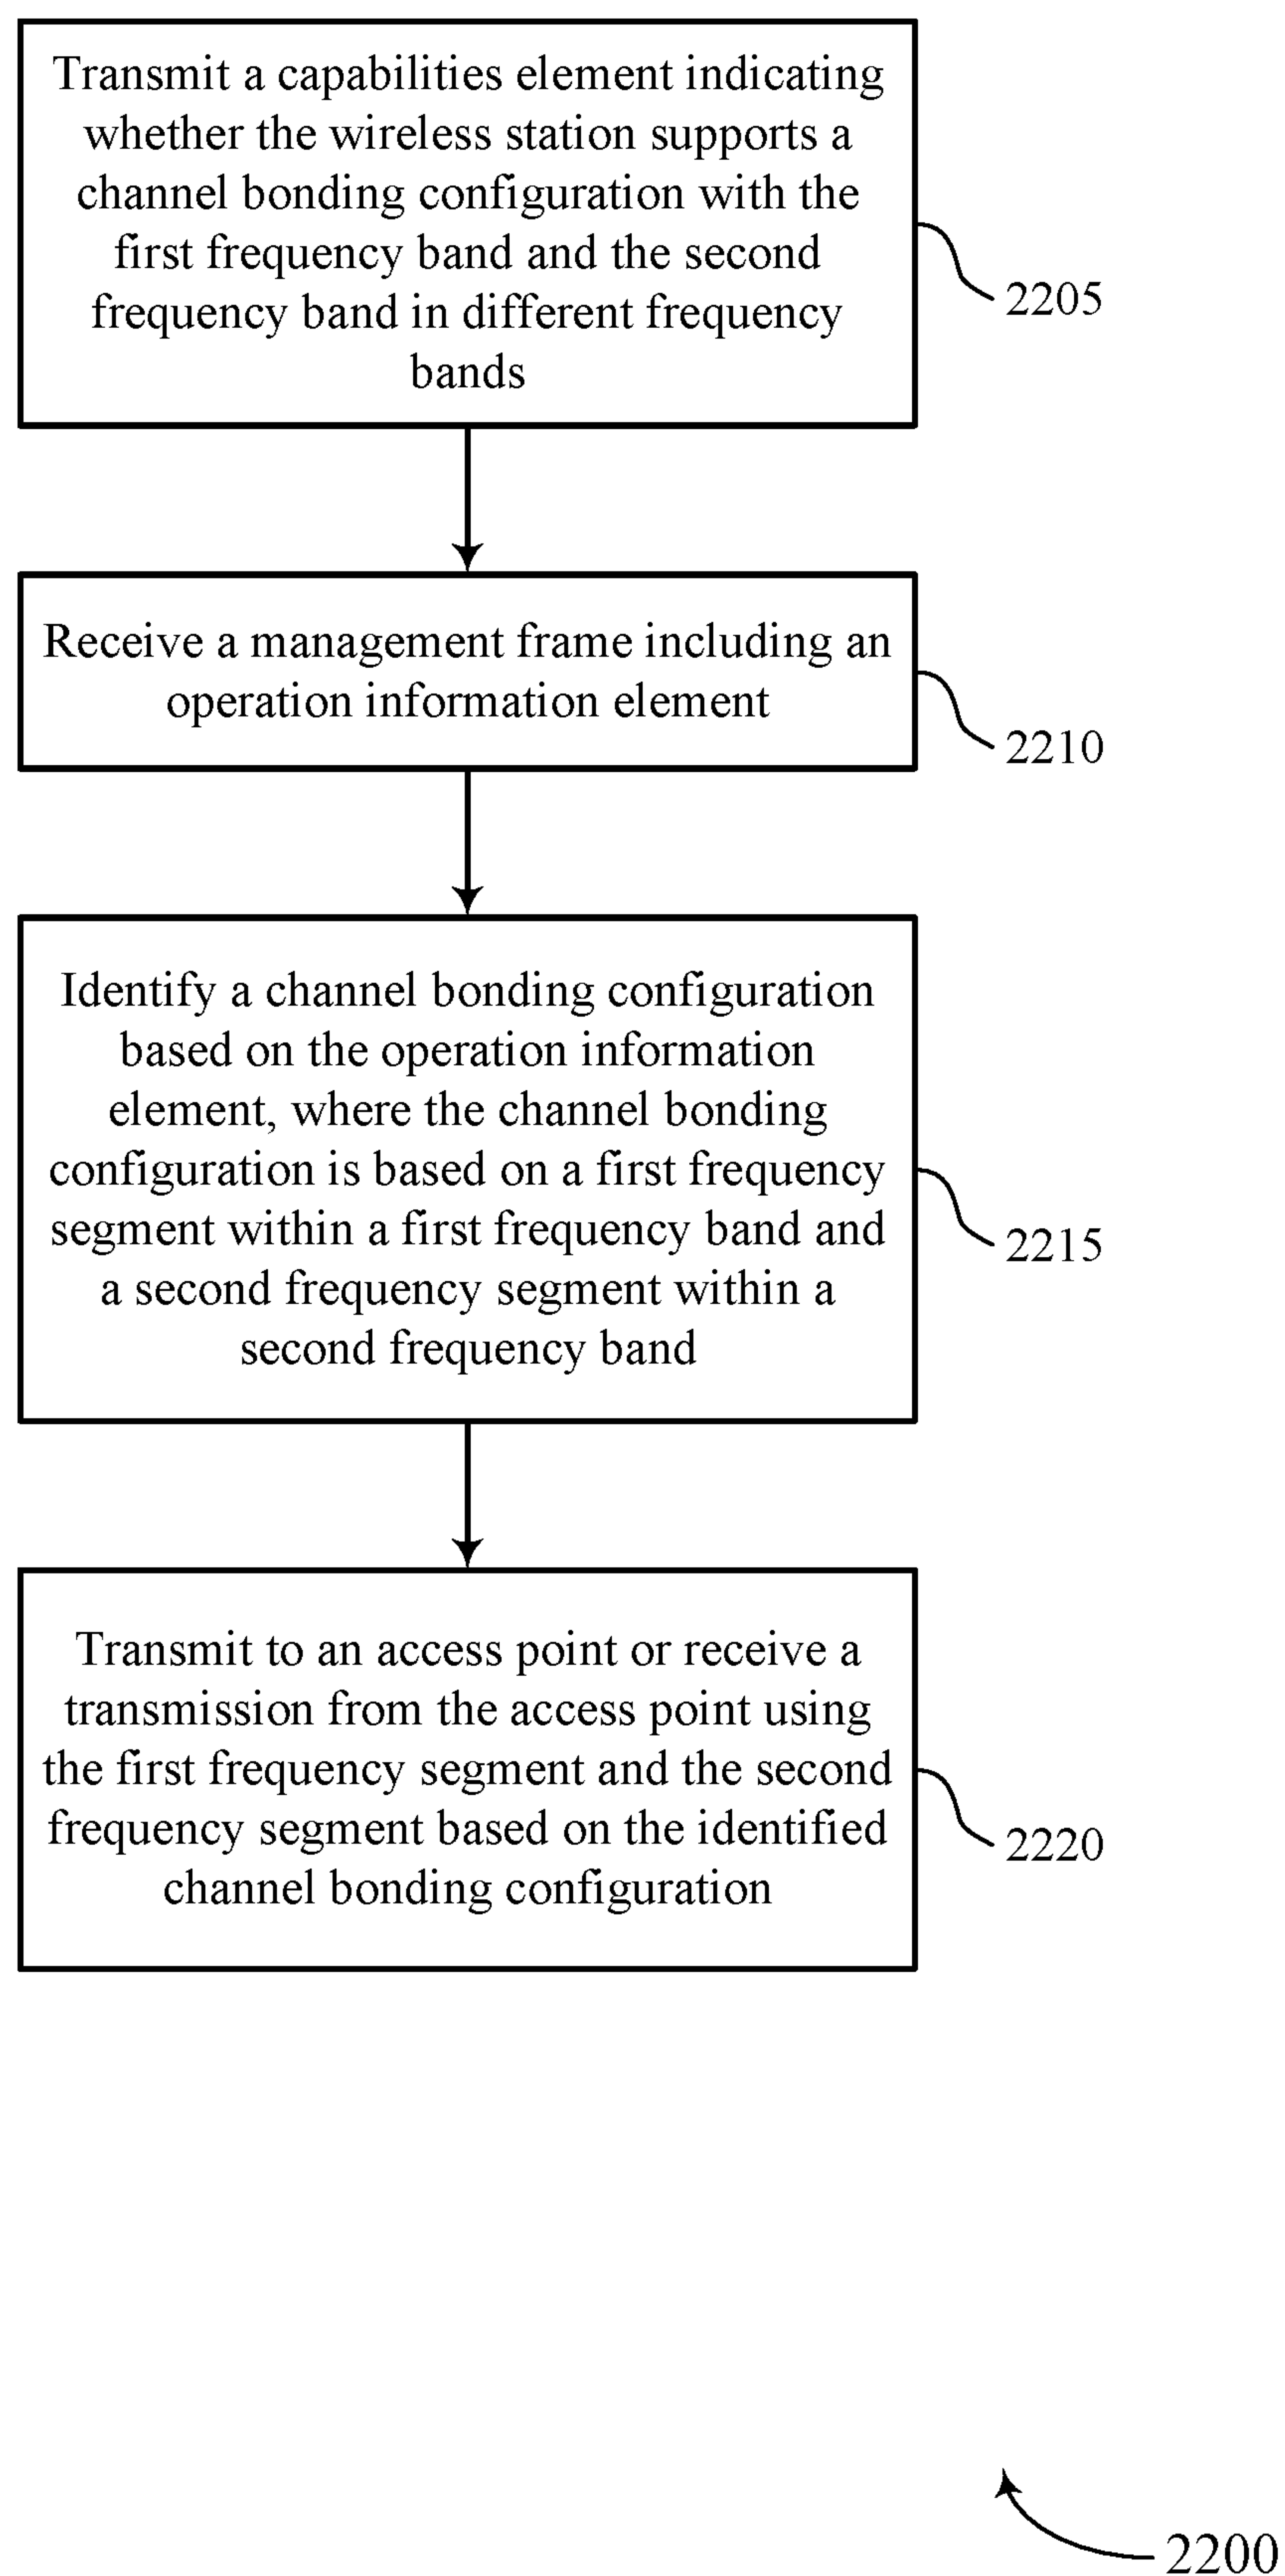 Transmit a capabilities element indicating
whether the wireless station supports a
channel bonding configuration with the
first frequency band and the second
frequency band in different frequency
bands
2205
Receive a management frame including an
operation information element
2210
Identify a channel bonding configuration
based on the operation information
element, where the channel bonding
configuration is based on a first frequency
segment within a first frequency band and
a second frequency segment within a
second frequency band
2215
Transmit to an access point or receive a
transmission from the access point using
the first frequency segment and the second
frequency segment based on the identified
channel bonding configuration
2220
2200